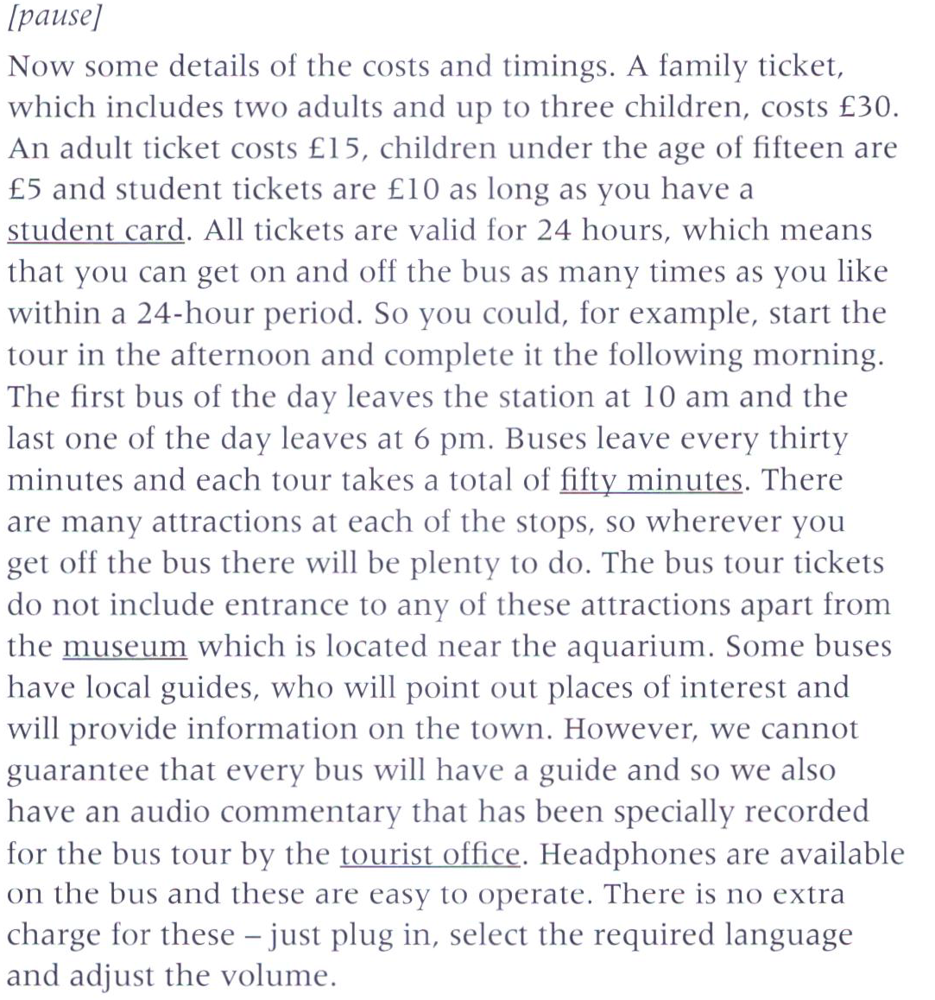 [pause]
Now some details of the costs and timings. A family ticket,
which includes two adults and up to three children, costs £30.
An adult ticket costs £15, children under the age of fifteen are
£5 and student tickets are £10 as long as you have a
student card. All tickets are valid for 24 hours, which means
that you can get on and off the bus as many times as you like
within a 24-hour period. So you could, for example, start the
tour in the afternoon and complete it the following morning.
The first bus of the day leaves the station at 10 am and the
last one of the day leaves at 6 pm. Buses leave every thirty
minutes and each tour takes a total of fifty minutes. There
are many attractions at each of the stops, so wherever you
get off the bus there will be plenty to do. The bus tour tickets
do not include entrance to any of these attractions apart from
the museum which is located near the aquarium. Some buses
have local guides, who will point out places of interest and
will provide information on the town. However, we cannot
guarantee that every bus will have a guide and so we also
have an audio commentary that has been specially recorded
for the bus tour by the tourist office. Headphones are available
on the bus and these are easy to operate. There is no extra
charge for these – just plug in, select the required language
and adjust the volume.